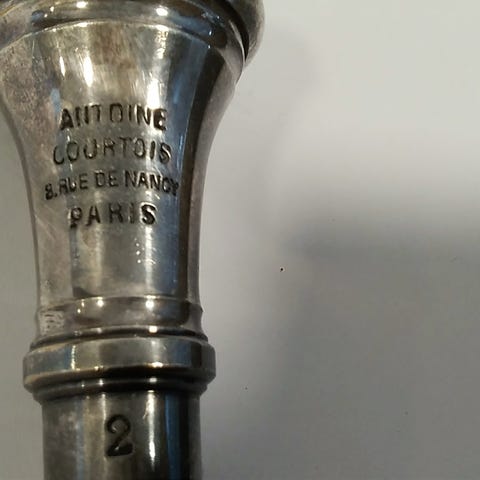 ANTOINE
COURTOIS
8. RUE DE NANCY
PARIS
2